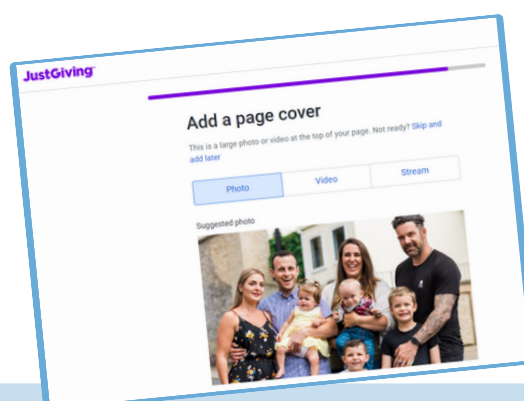 JustGiving™
Add a page cover
This is a large photo or video at the top of your page. Not ready? Skip and
add later
Photo Video Stream
Suggested photo